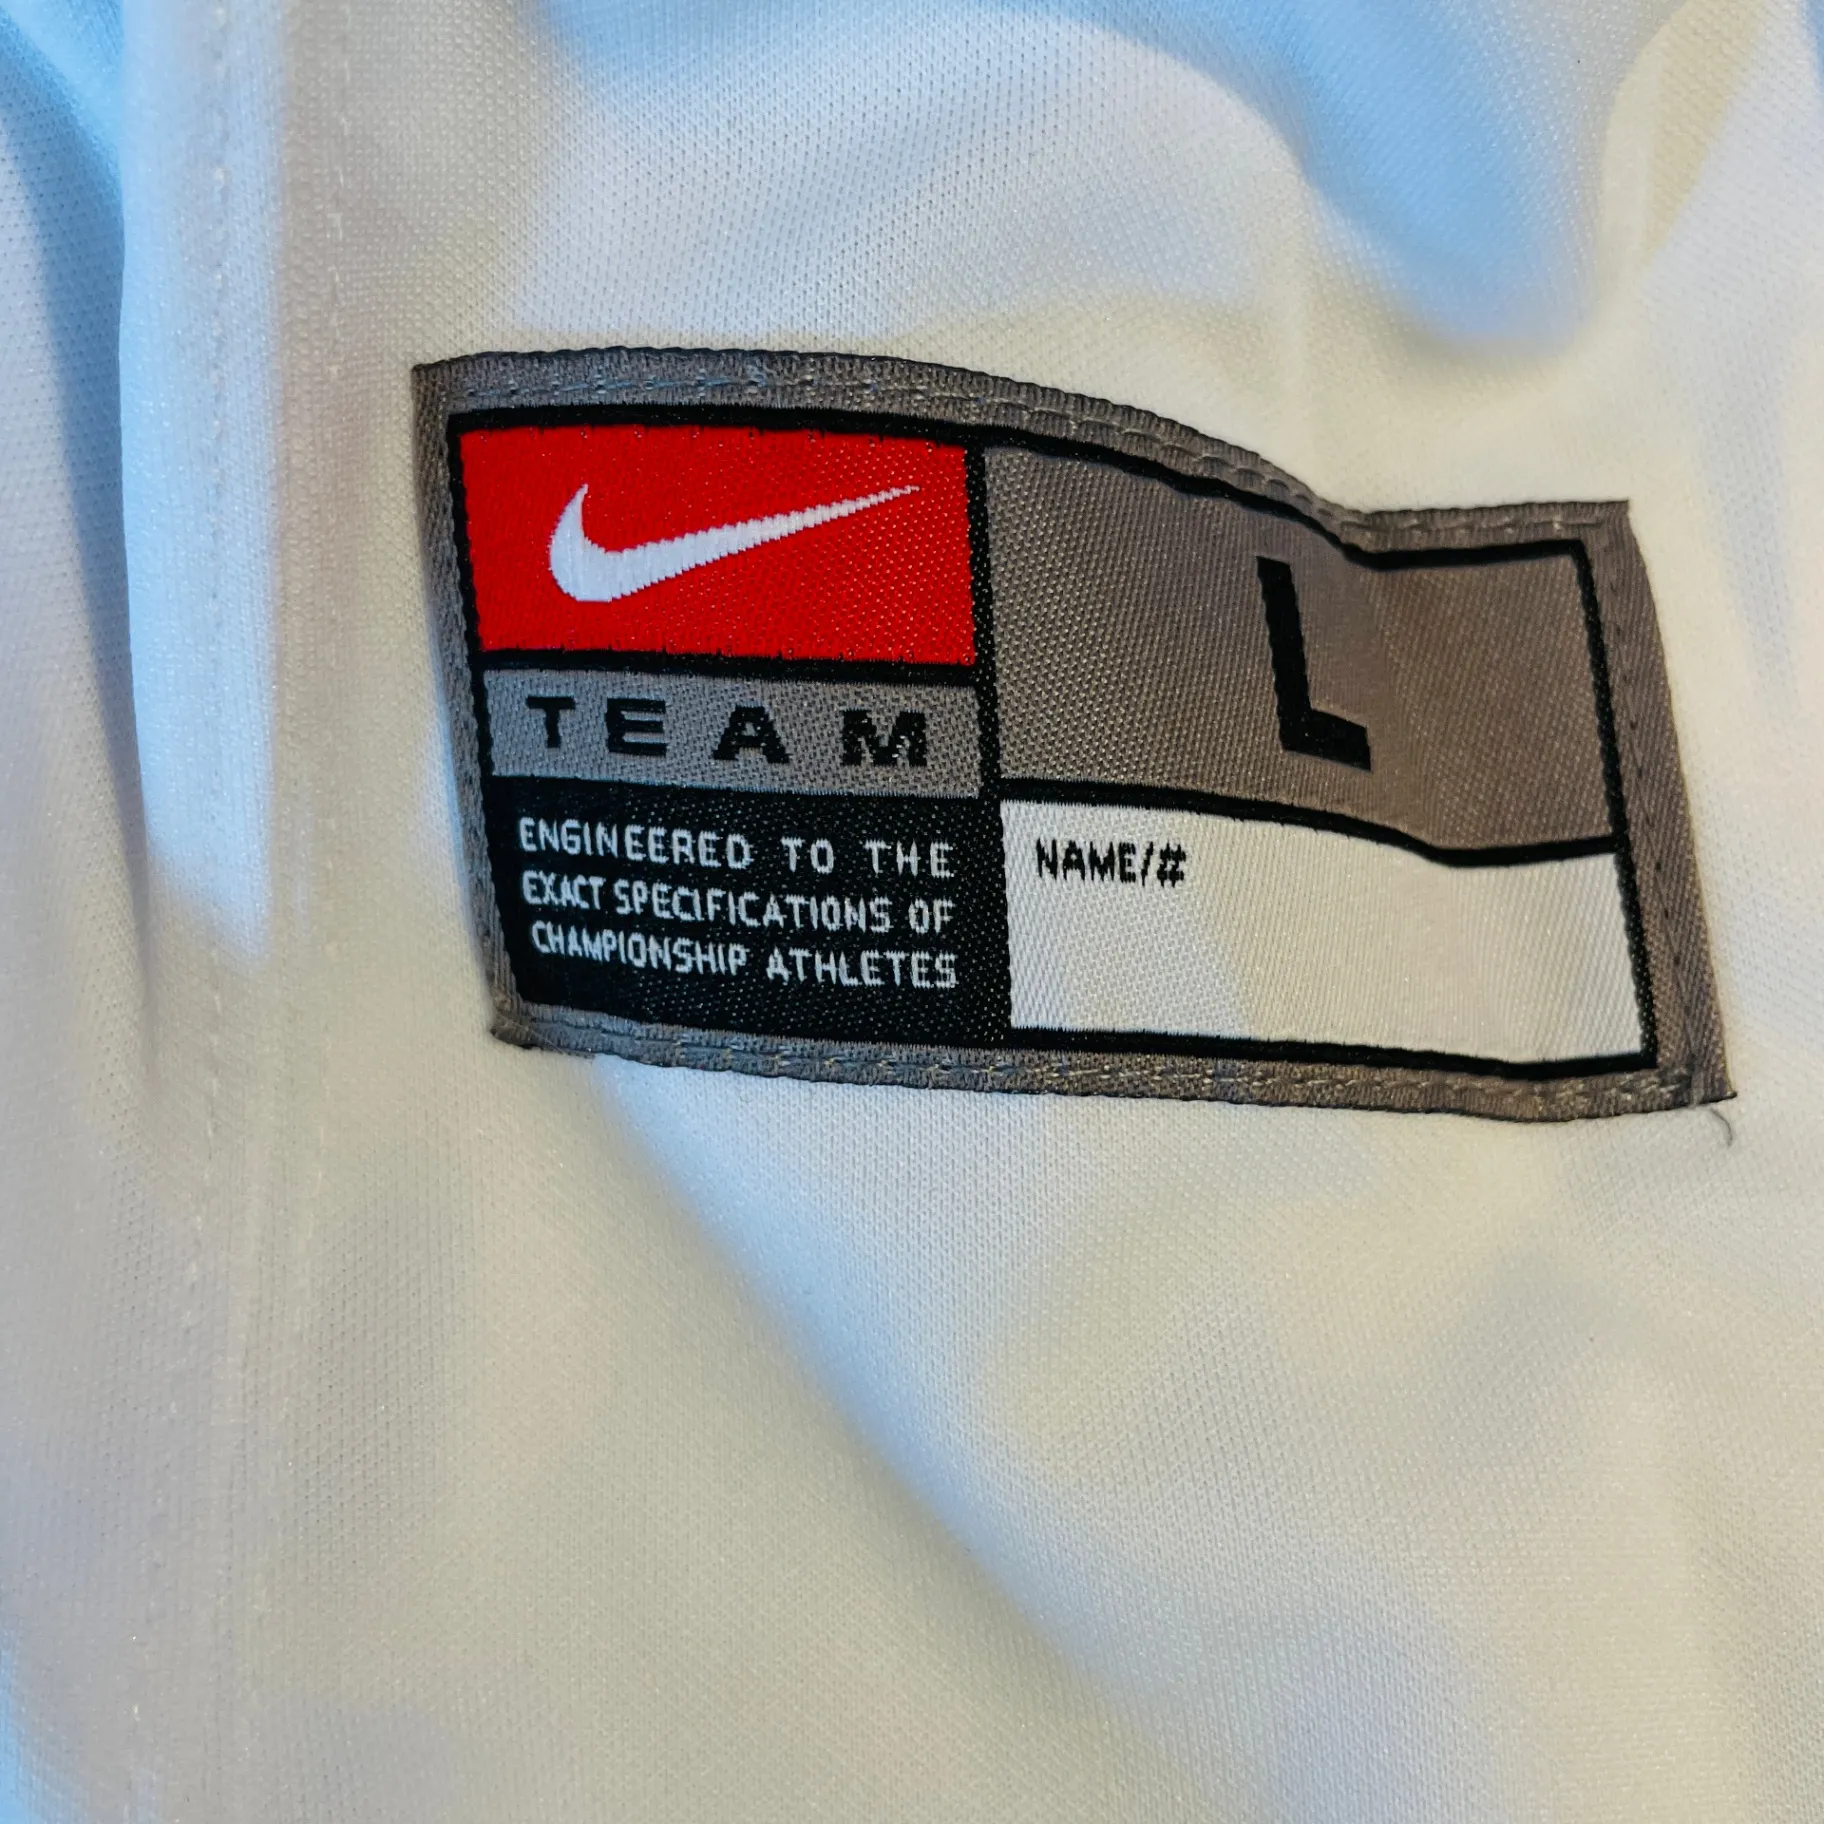 TEAM
ENGINEERED TO THE
EXACT SPECIFICATIONS OF
CHAMPIONSHIP ATHLETES
L
NAME/#